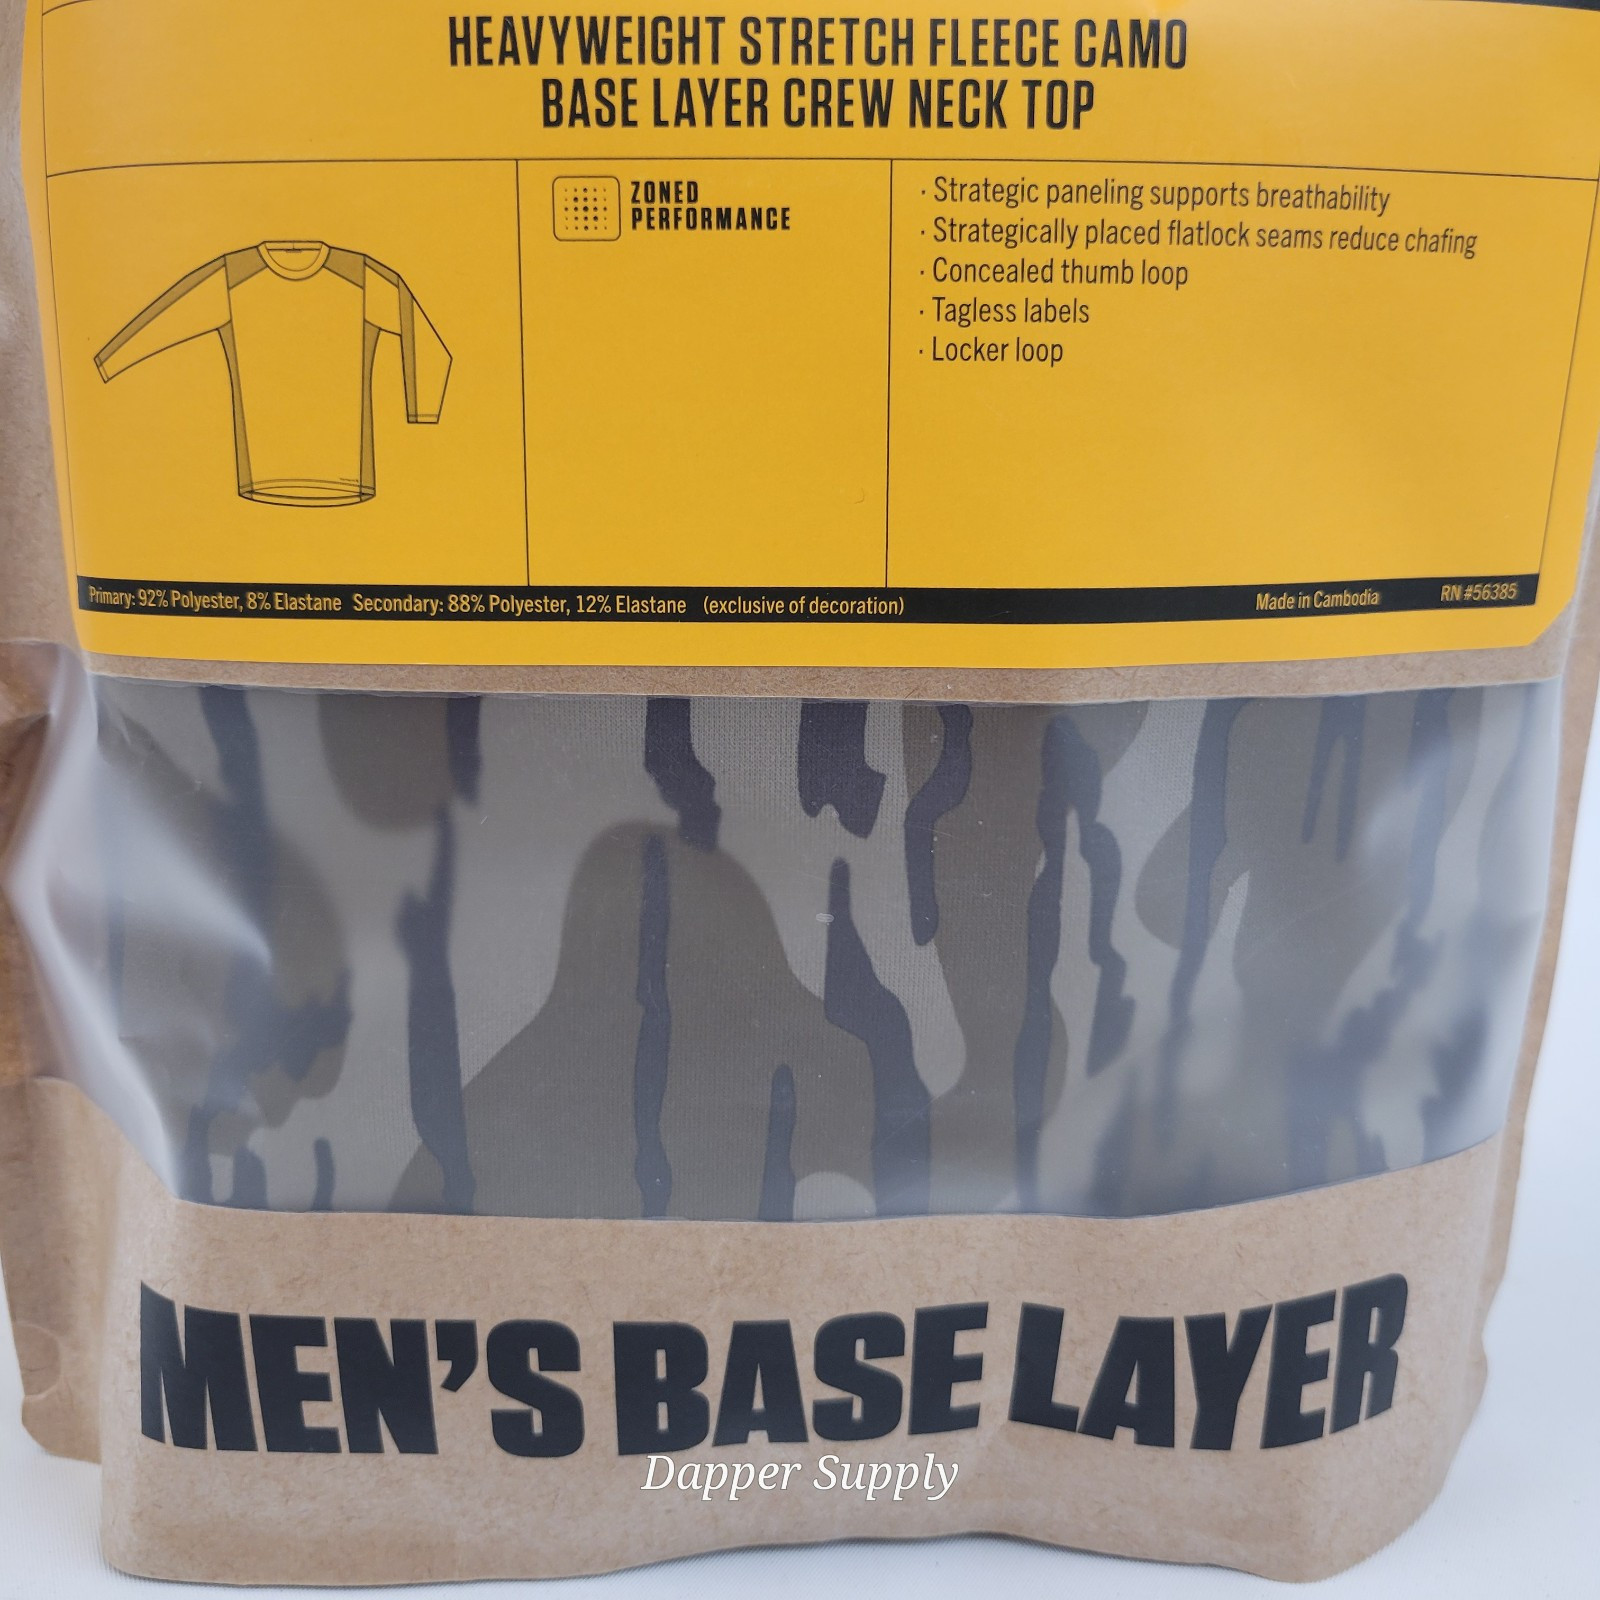 HEAVYWEIGHT STRETCH FLEECE CAMO
BASE LAYER CREW NECK TOP
ZONED
PERFORMANCE
· Strategic paneling supports breathability
· Strategically placed flatlock seams reduce chafing
· Concealed thumb loop
· Tagless labels
· Locker loop
Primary: 92% Polyester, 8% Elastane Secondary: 88% Polyester, 12% Elastane (exclusive of decoration)
Made in Cambodia
RN #56385
MEN'S BASE LAYER
Dapper Supply